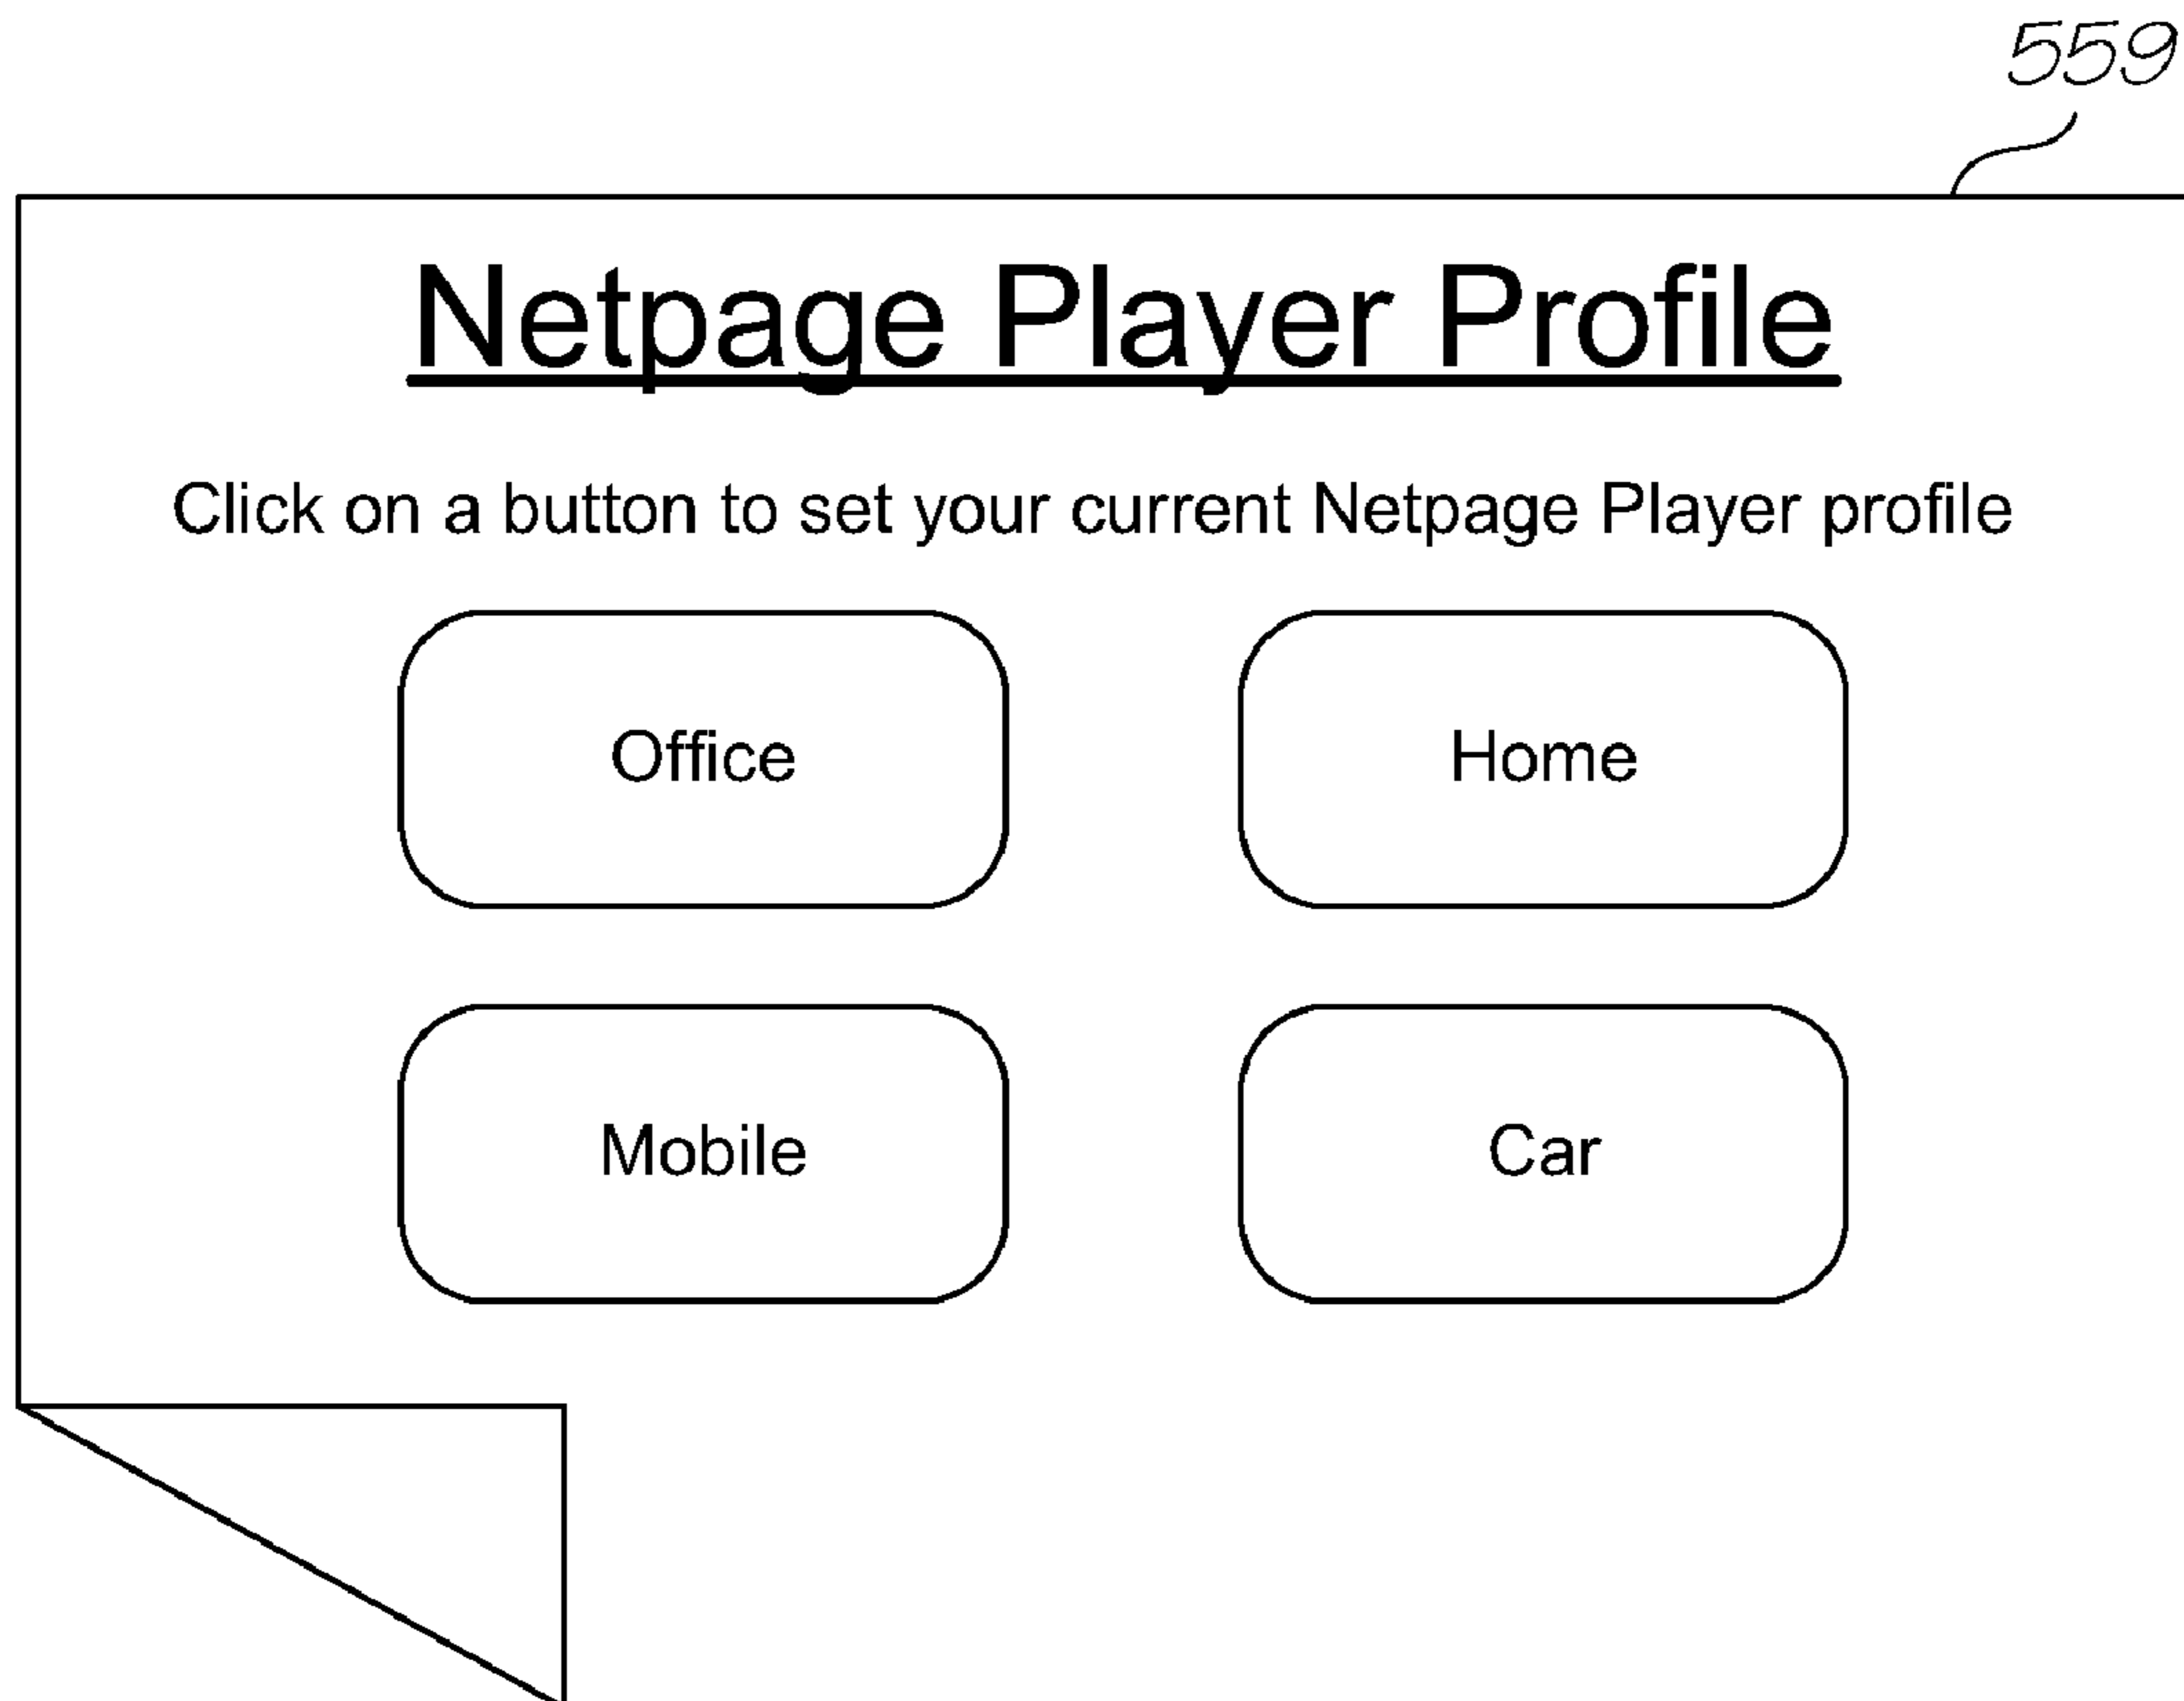 559
Netpage Player Profile
Click on a button to set your current Netpage Player profile
Office
Home
Mobile
Car